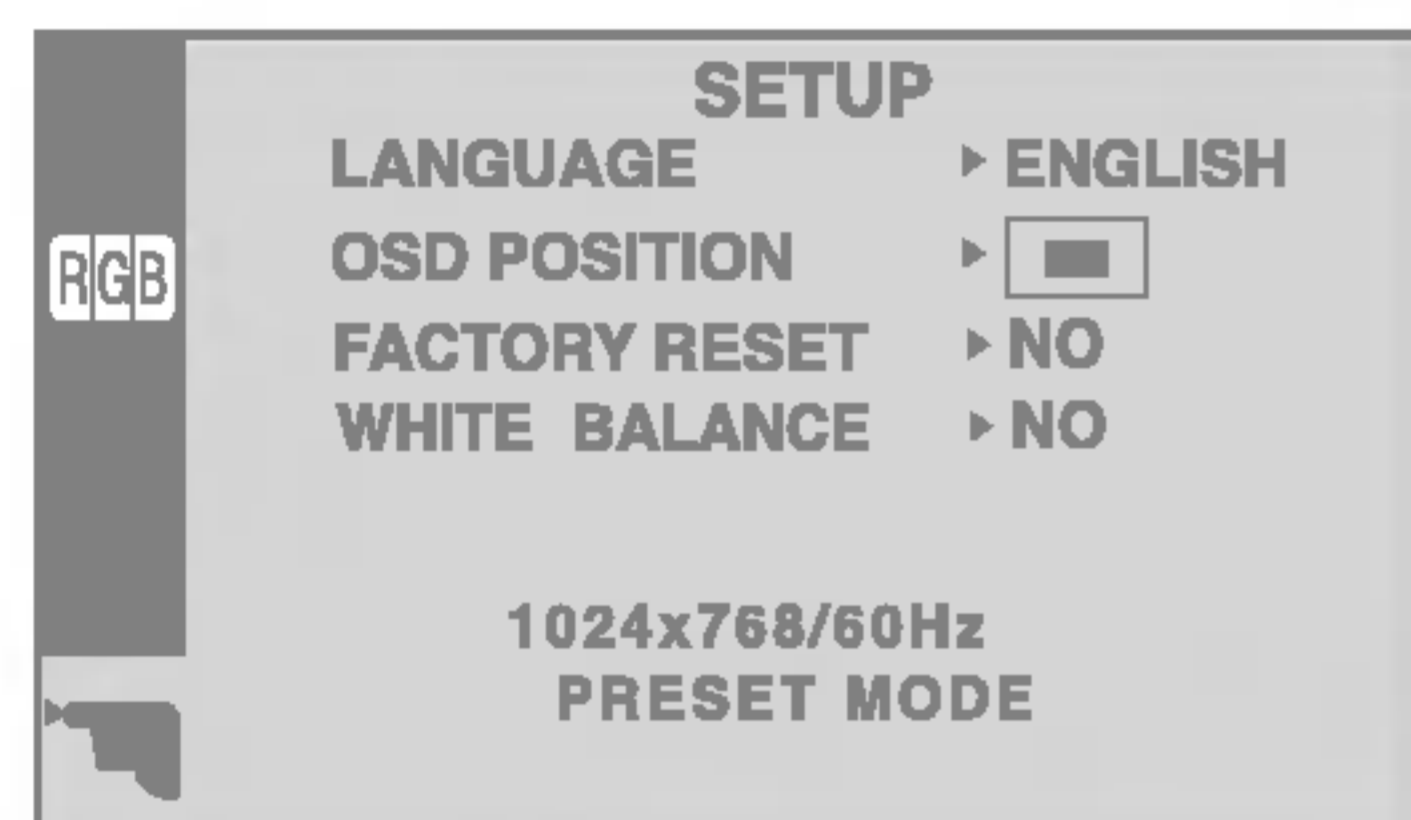 SETUP
LANGUAGE ENGLISH
OSD POSITION
RGB
FACTORY RESET NO
WHITE BALANCE NO
1024x768/60Hz
PRESET MODE